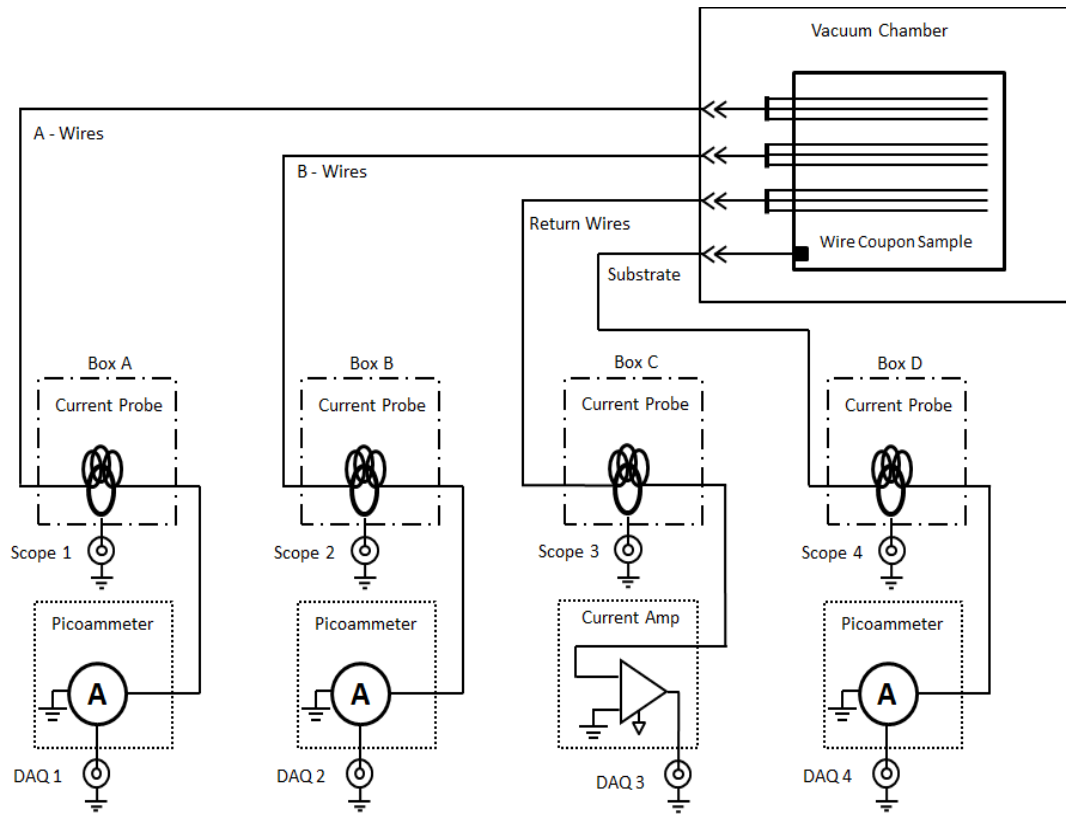 Vacuum Chamber
A - Wires
B - Wires
Return Wires
Wire Coupon Sample
Substrate
Box A
Box B
Box C
Box D
Current Probe
Current Probe
Current Probe
Current Probe
Scope 1
Scope 2
Scope 3
Scope 4
Picoammeter
Picoammeter
Current Amp
Picoammeter
A
A
A
DAQ 1
DAQ 2
DAQ 3
DAQ 4